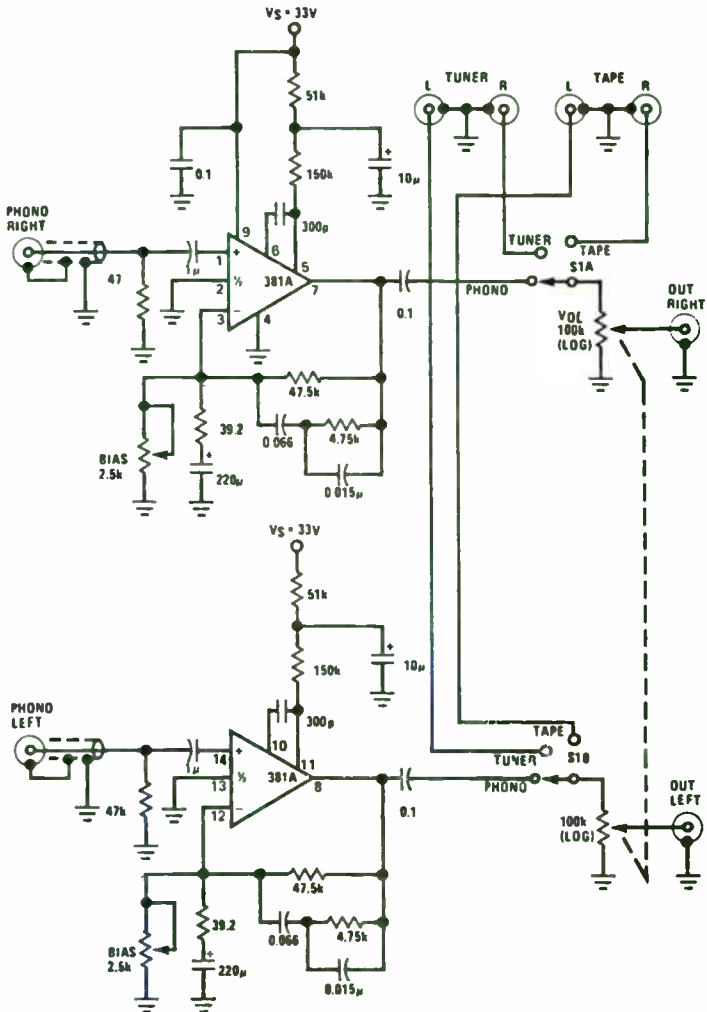 VS = 33V
51k
150k
10µ
0.1
9
6
300p
5
PHONO
RIGHT
47
1
1µ
+
2
½
381A
7
3
−
4
0.1
47.5k
39.2
0.066
4.75k
BIAS
2.5k
220µ
0.015µ
L TUNER R
L TAPE R
TUNER
TAPE
PHONO
S1A
VOL
100k
(LOG)
OUT
RIGHT
VS = 33V
51k
150k
10µ
300p
10
11
PHONO
LEFT
47k
1µ
14
+
13
½
381A
8
12
−
0.1
47.5k
39.2
0.066
4.75k
BIAS
2.5k
220µ
0.015µ
TAPE
TUNER
S1B
PHONO
100k
(LOG)
OUT
LEFT